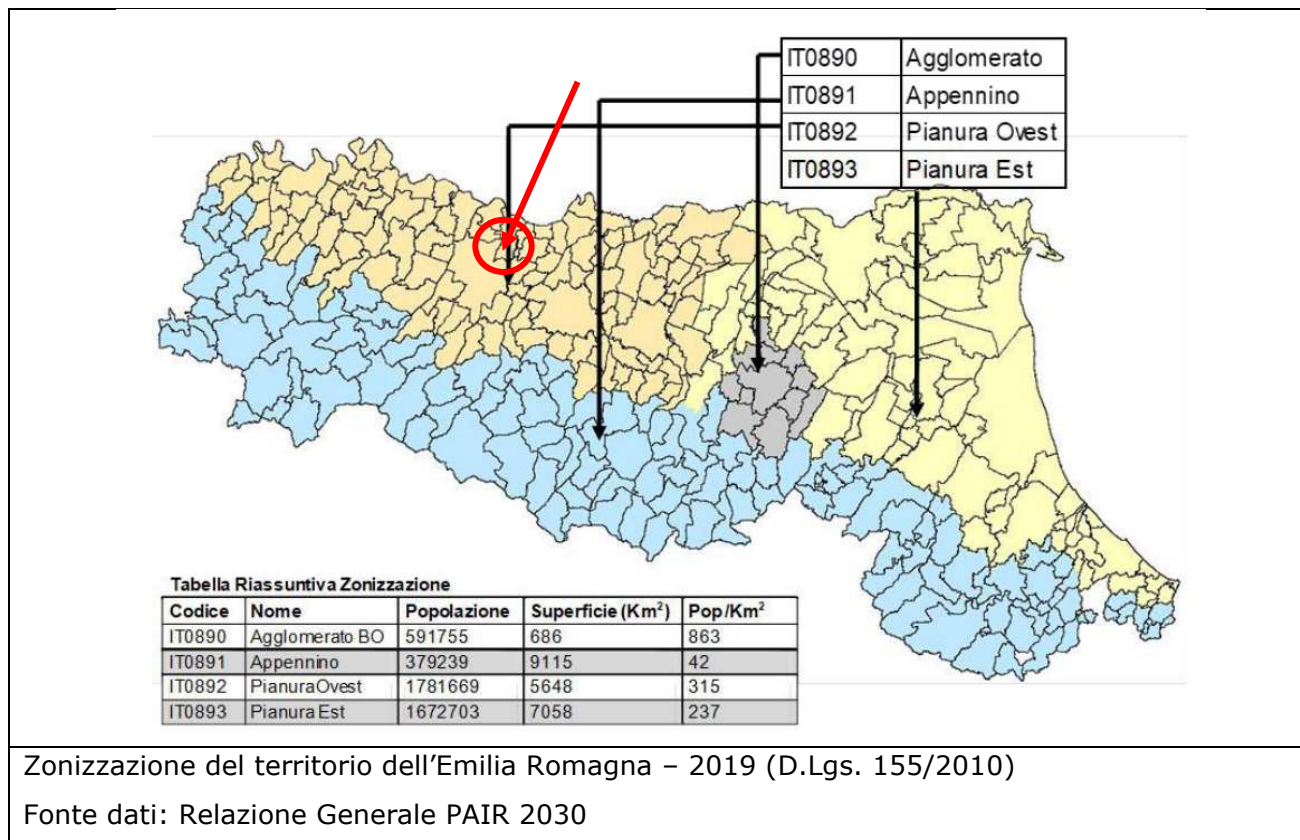 IT0890 Agglomerato
IT0891 Appennino
IT0892 Pianura Ovest
IT0893 Pianura Est
Tabella Riassuntiva Zonizzazione
Codice Nome Popolazione Superficie (Km²) Pop/Km²
IT0890 Agglomerato BO 591755 686 863
IT0891 Appennino 379239 9115 42
IT0892 PianuraOvest 1781669 5648 315
IT0893 Pianura Est 1672703 7058 237
Zonizzazione del territorio dell’Emilia Romagna – 2019 (D.Lgs. 155/2010)
Fonte dati: Relazione Generale PAIR 2030